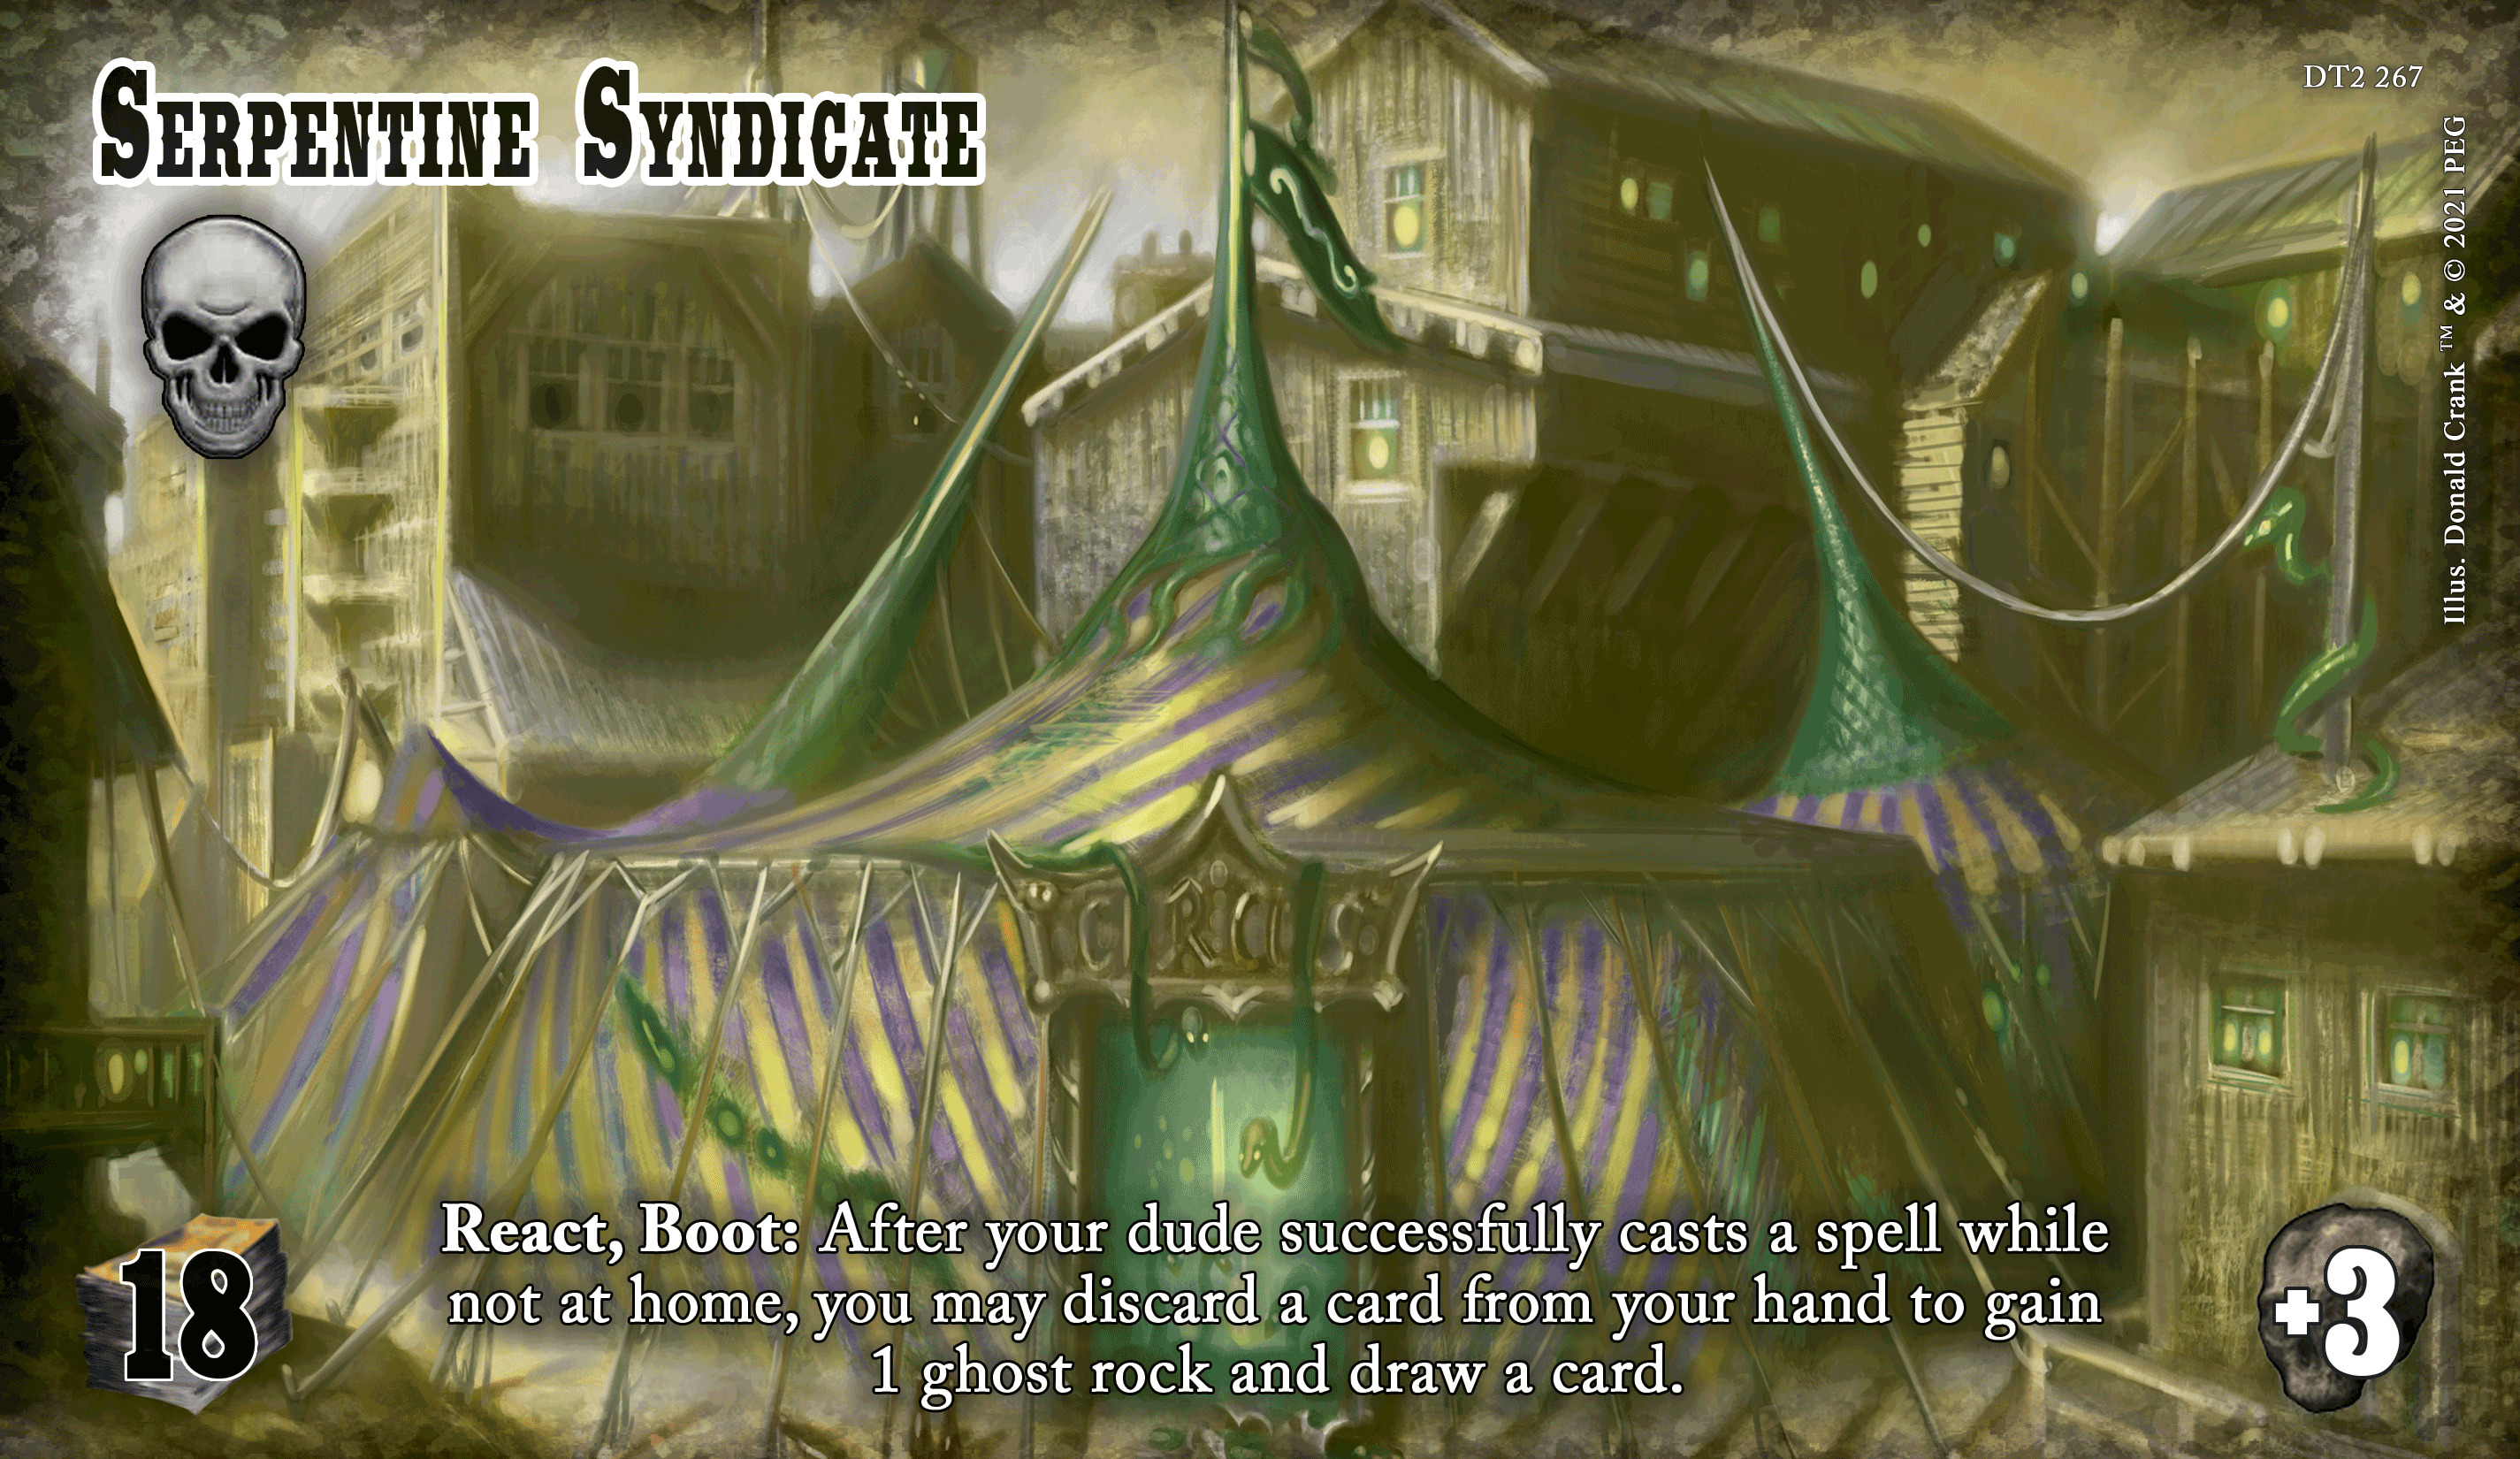 Serpentine Syndicate
DT2 267
Illus. Donald Crank ™ & © 2021 PEG
CIRCUS
React, Boot: After your dude successfully casts a spell while
not at home, you may discard a card from your hand to gain
1 ghost rock and draw a card.
18
+3